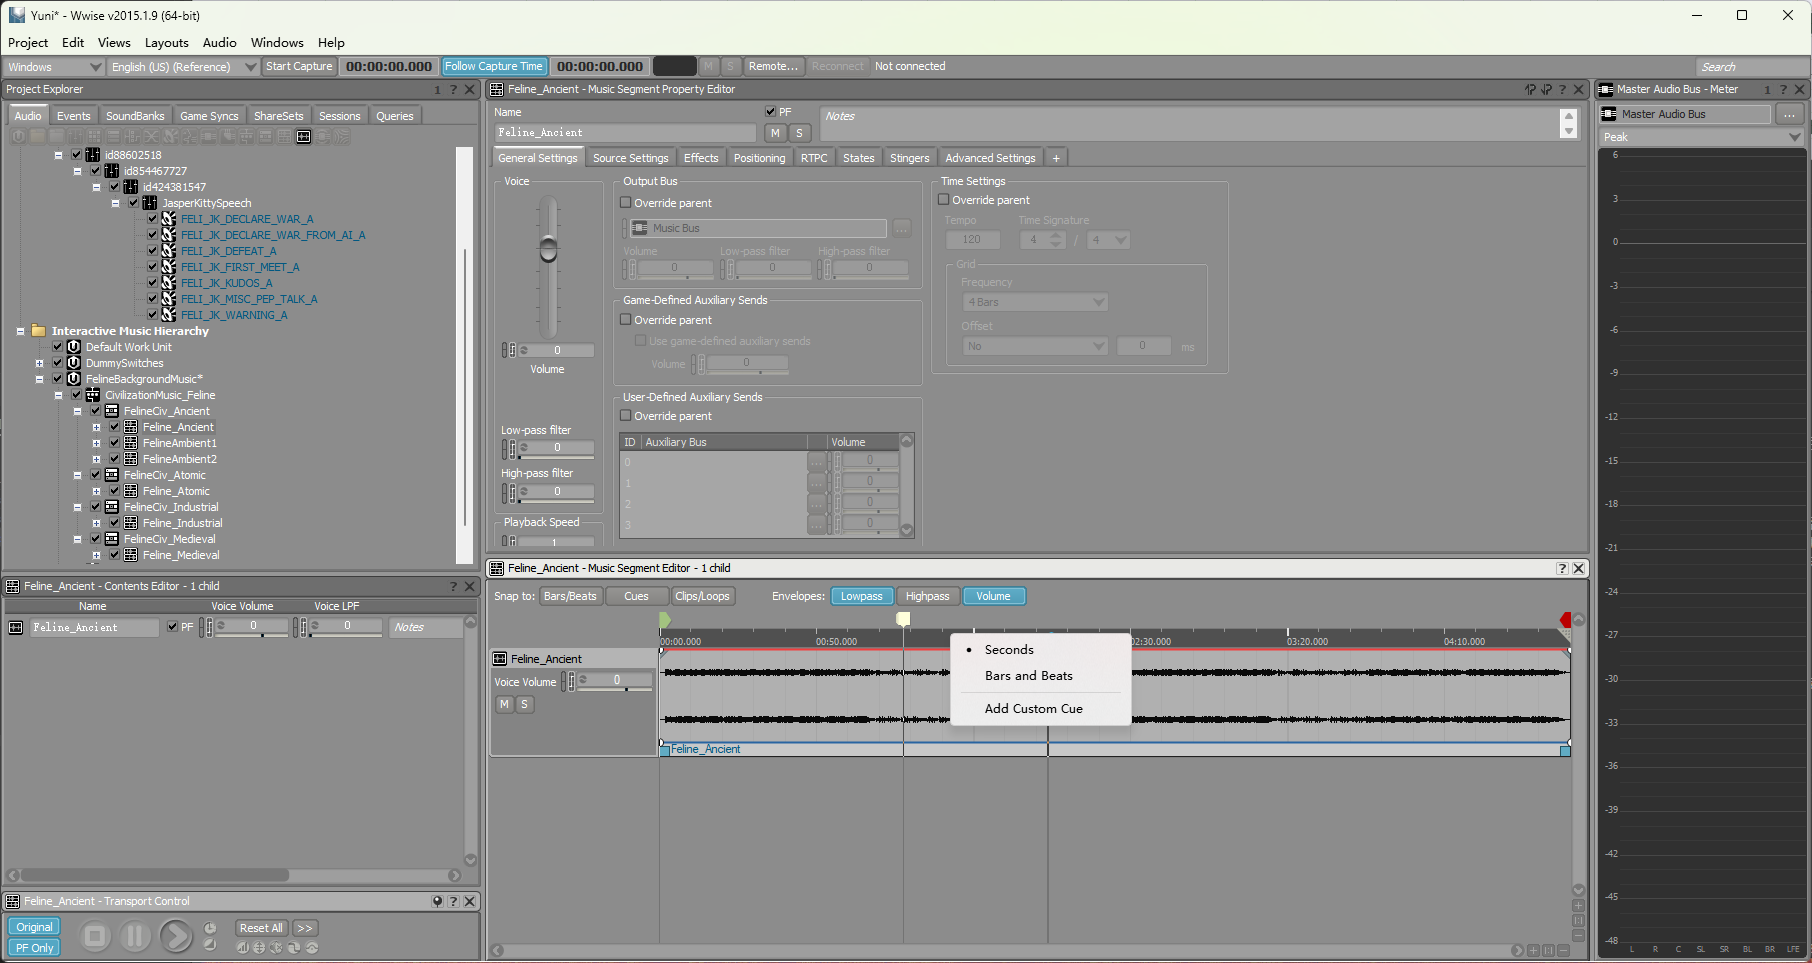 Yuni* - Wwise v2015.1.9 (64-bit)
Project Edit Views Layouts Audio Windows Help
Windows English (US) (Reference) Start Capture 00:00:00.000 Follow Capture Time 00:00:00.000 M S Remote... Reconnect Not connected Search
Project Explorer 1 ?
Audio Events SoundBanks Game Syncs ShareSets Sessions Queries
id88602518
id854467727
id424381547
JasperKittySpeech
FELI_JK_DECLARE_WAR_A
FELI_JK_DECLARE_WAR_FROM_AI_A
FELI_JK_DEFEAT_A
FELI_JK_FIRST_MEET_A
FELI_JK_KUDOS_A
FELI_JK_MISC_PEP_TALK_A
FELI_JK_WARNING_A
Interactive Music Hierarchy
Default Work Unit
DummySwitches
FelineBackgroundMusic*
CivilizationMusic_Feline
FelineCiv_Ancient
Feline_Ancient
FelineAmbient1
FelineAmbient2
FelineCiv_Atomic
Feline_Atomic
FelineCiv_Industrial
Feline_Industrial
FelineCiv_Medieval
Feline_Medieval
Feline_Ancient - Contents Editor - 1 child ?
Name Voice Volume Voice LPF
Feline_Ancient PF 0 0 Notes
Feline_Ancient - Transport Control ?
Original Reset All >>
PF Only
Feline_Ancient - Music Segment Property Editor ?
Name PF Notes
Feline_Ancient M S
General Settings Source Settings Effects Positioning RTPC States Stingers Advanced Settings +
Voice
0
Volume
Low-pass filter
0
High-pass filter
0
Playback Speed
1
Output Bus
Override parent
Music Bus ...
Volume Low-pass filter High-pass filter
0 0 0
Game-Defined Auxiliary Sends
Override parent
Use game-defined auxiliary sends
Volume 0
User-Defined Auxiliary Sends
Override parent
ID Auxiliary Bus Volume
0 ... 0
1 ... 0
2 ... 0
3 ... 0
Time Settings
Override parent
Tempo Time Signature
120 4 / 4
Grid
Frequency
4 Bars
Offset
No 0 ms
Feline_Ancient - Music Segment Editor - 1 child ?
Snap to: Bars/Beats Cues Clips/Loops Envelopes: Lowpass Highpass Volume
00:00.000 00:50.000 02:30.000 03:20.000 04:10.000
Feline_Ancient
Voice Volume 0
M S
Feline_Ancient
Seconds
Bars and Beats
Add Custom Cue
Master Audio Bus - Meter 1 ?
Master Audio Bus ...
Peak
6
3
0
-3
-6
-9
-12
-15
-18
-21
-24
-27
-30
-33
-36
-39
-42
-45
-48
L R C SL SR BL BR LFE